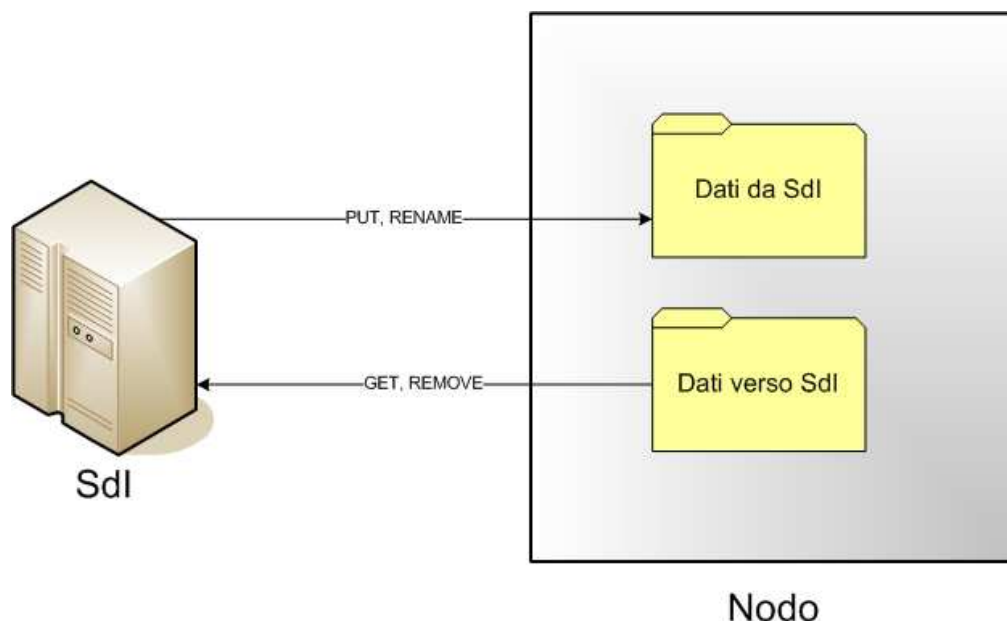 Dati da SdI
PUT, RENAME
GET, REMOVE
Dati verso SdI
SdI
Nodo